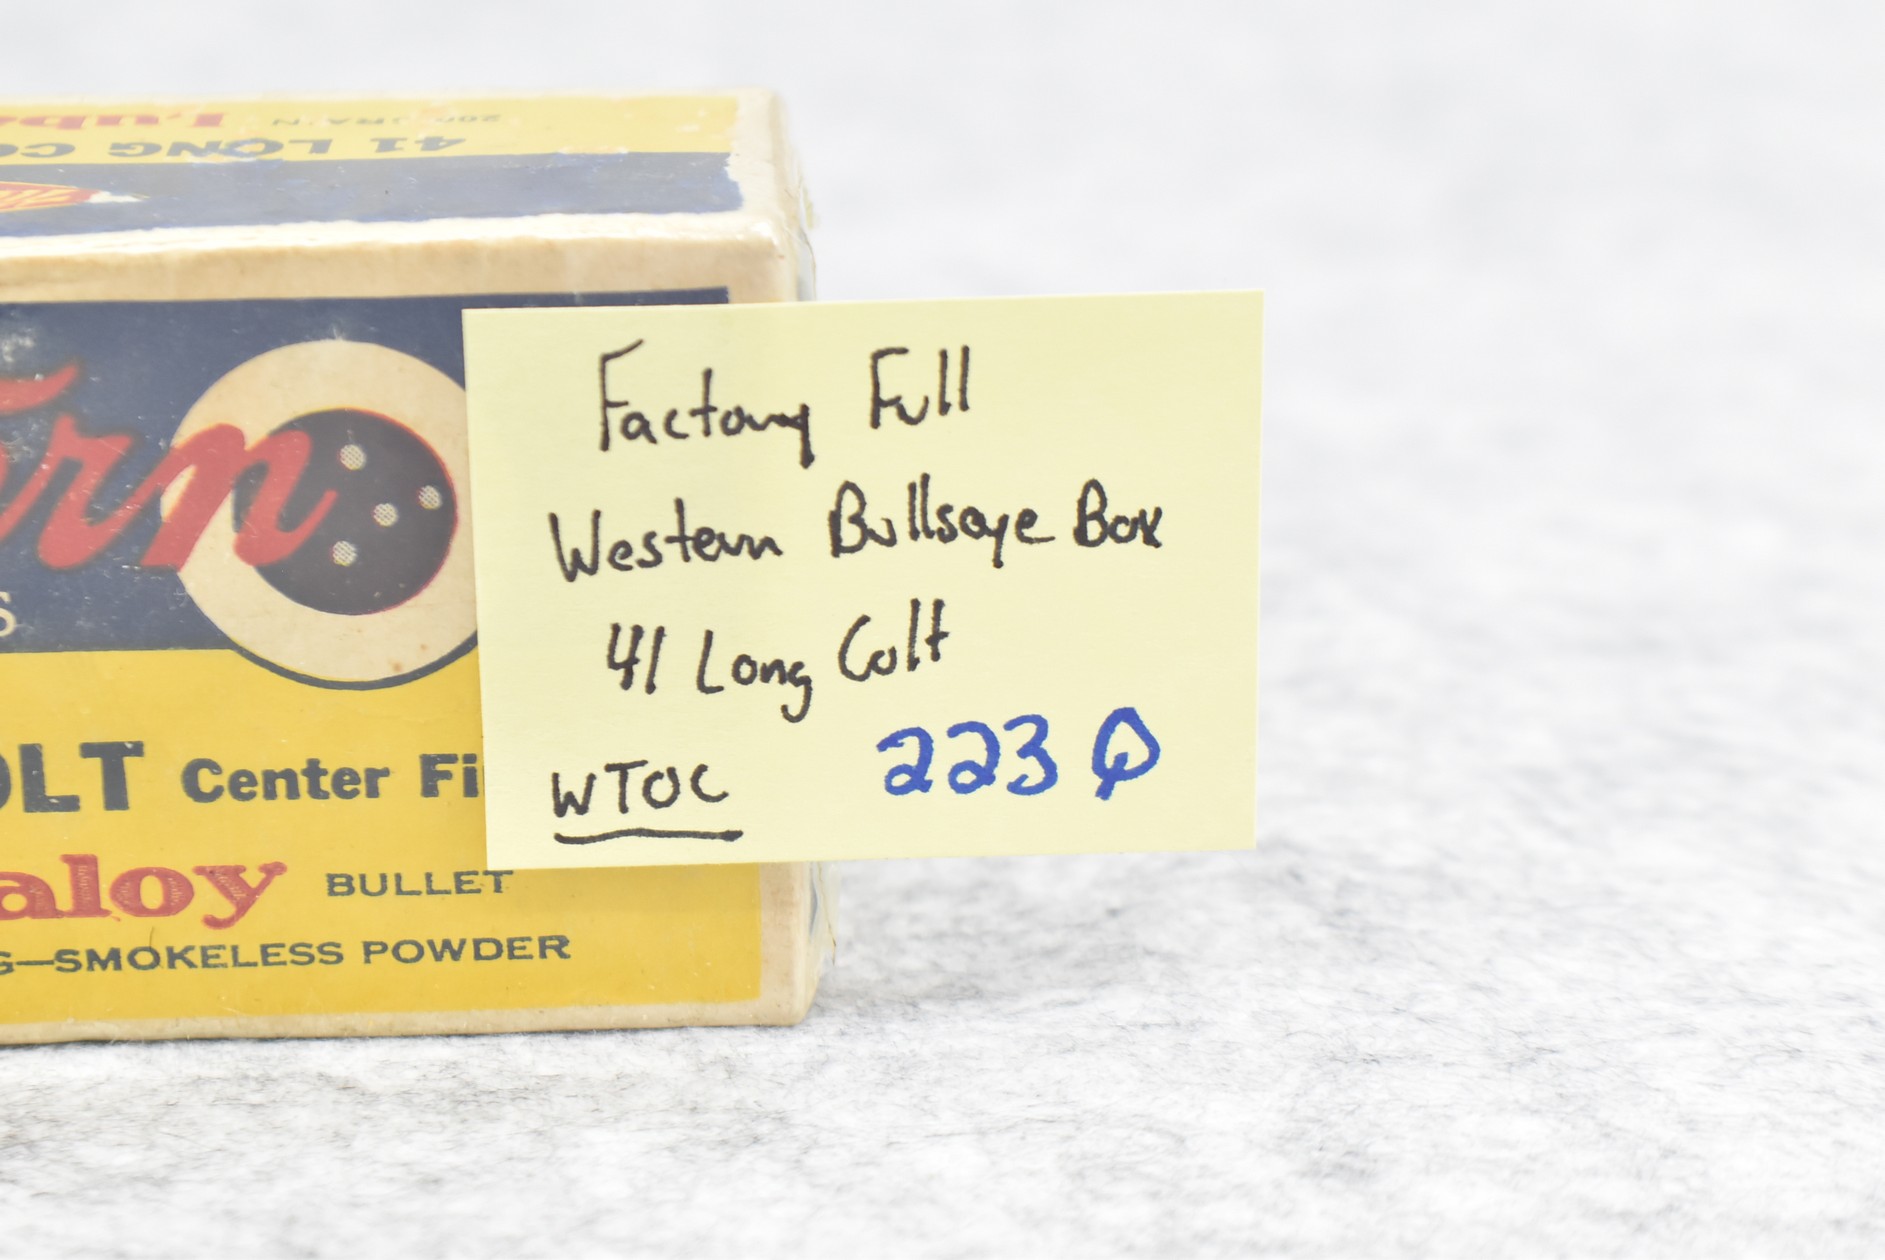 41 LONG CO
Factory Full
Western Bullseye Box
41 Long Colt
WTOC 223 0
OLT Center Fi
aloy BULLET
G—SMOKELESS POWDER